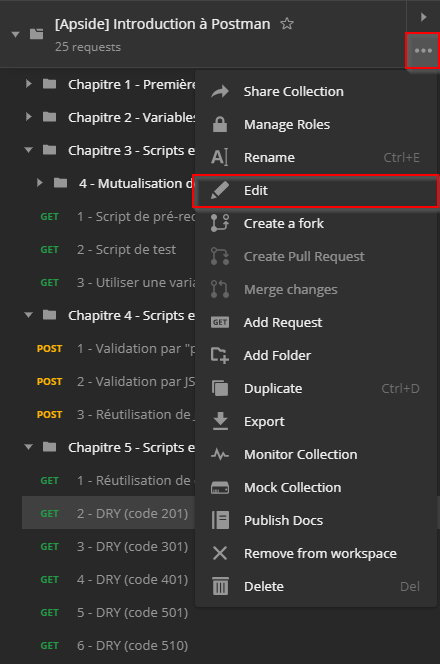 [Apside] Introduction à Postman
25 requests
Chapitre 1 - Première
Chapitre 2 - Variables
Chapitre 3 - Scripts e
4 - Mutualisation d
GET 1 - Script de pré-req
GET 2 - Script de test
GET 3 - Utiliser une varia
Chapitre 4 - Scripts e
POST 1 - Validation par "p
POST 2 - Validation par JS
POST 3 - Réutilisation de
Chapitre 5 - Scripts e
GET 1 - Réutilisation de
GET 2 - DRY (code 201)
GET 3 - DRY (code 301)
GET 4 - DRY (code 401)
GET 5 - DRY (code 501)
GET 6 - DRY (code 510)
Share Collection
Manage Roles
Rename Ctrl+E
Edit
Create a fork
Create Pull Request
Merge changes
GET Add Request
Add Folder
Duplicate Ctrl+D
Export
Monitor Collection
Mock Collection
Publish Docs
Remove from workspace
Delete Del